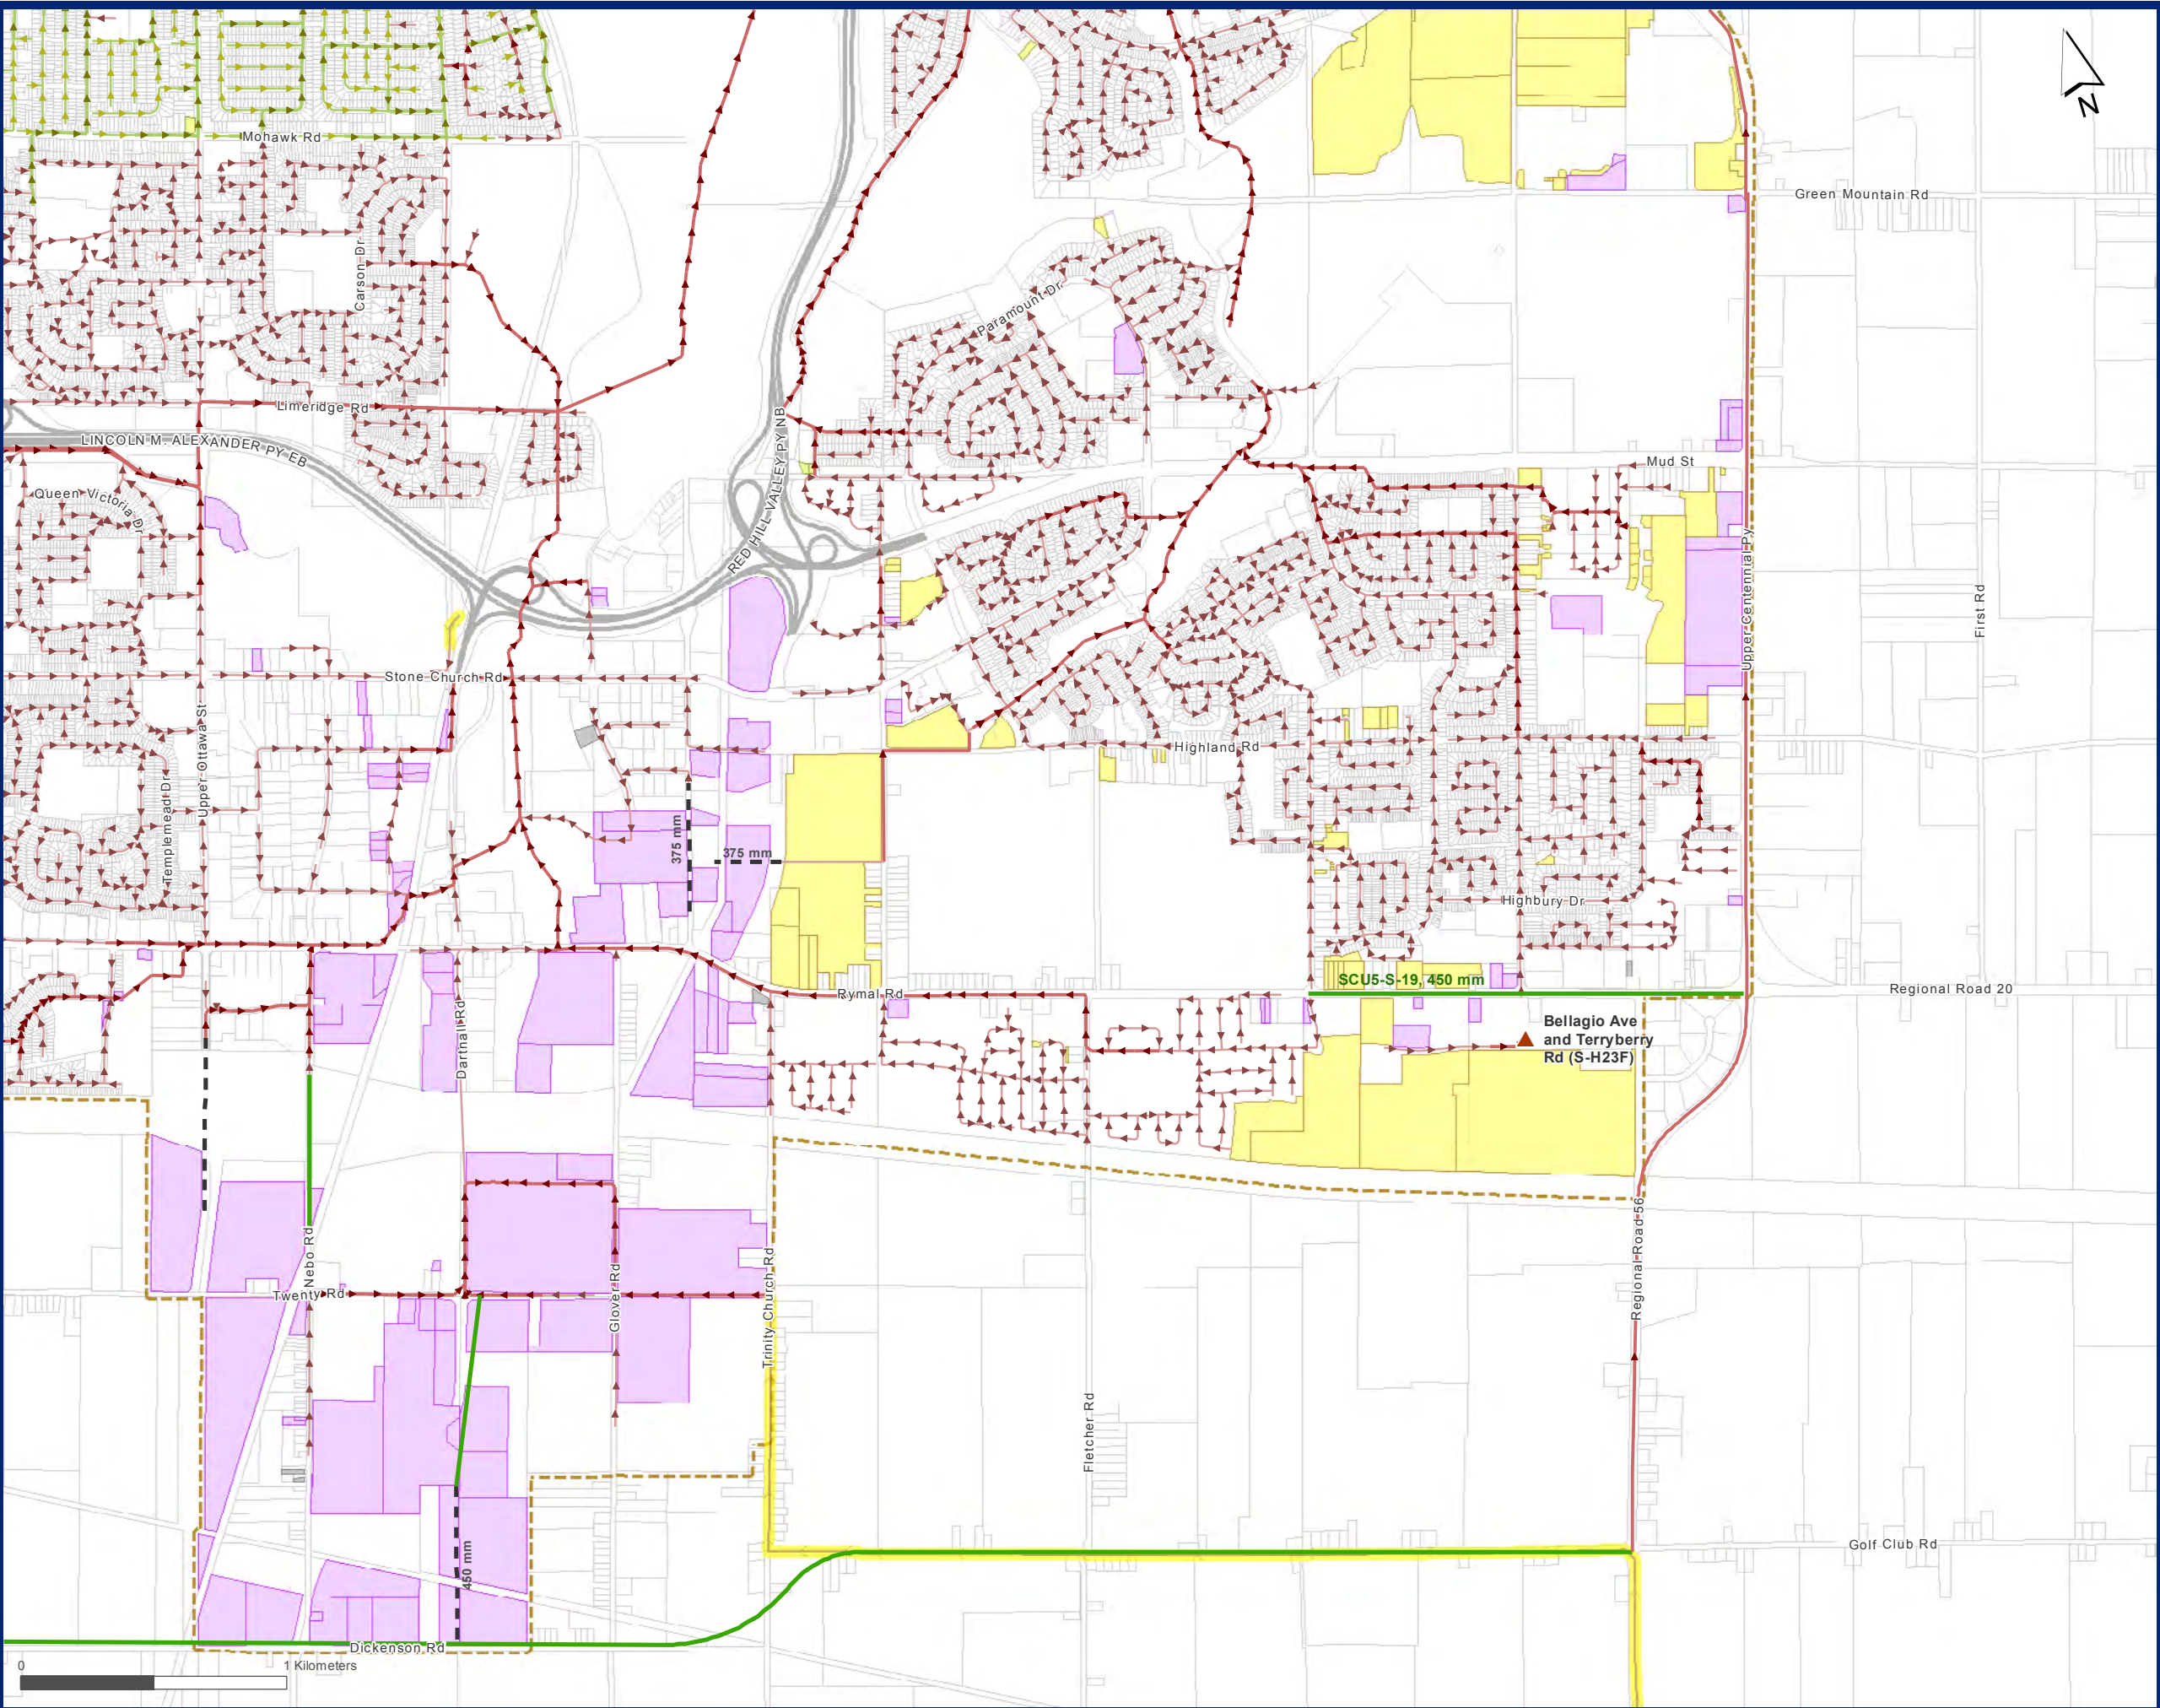 Mohawk Rd
N
Green Mountain Rd
Carson Dr
Paramount Dr
Limeridge Rd
LINCOLN M. ALEXANDER PY EB
RED HILL VALLEY PY NB
Mud St
Queen Victoria Dr
Upper Centennial Py
First Rd
Stone Church Rd
Upper Ottawa St
Templemead Dr
Highland Rd
375 mm
375 mm
Highbury Dr
SCU5-S-19, 450 mm
Rymal Rd
Regional Road 20
Dartnall Rd
Bellagio Ave
and Terryberry
Rd (S-H23F)
Nebo Rd
Twenty Rd
Glover Rd
Trinity Church Rd
Regional Road 56
Fletcher Rd
450 mm
Golf Club Rd
Dickenson Rd
0
1 Kilometers